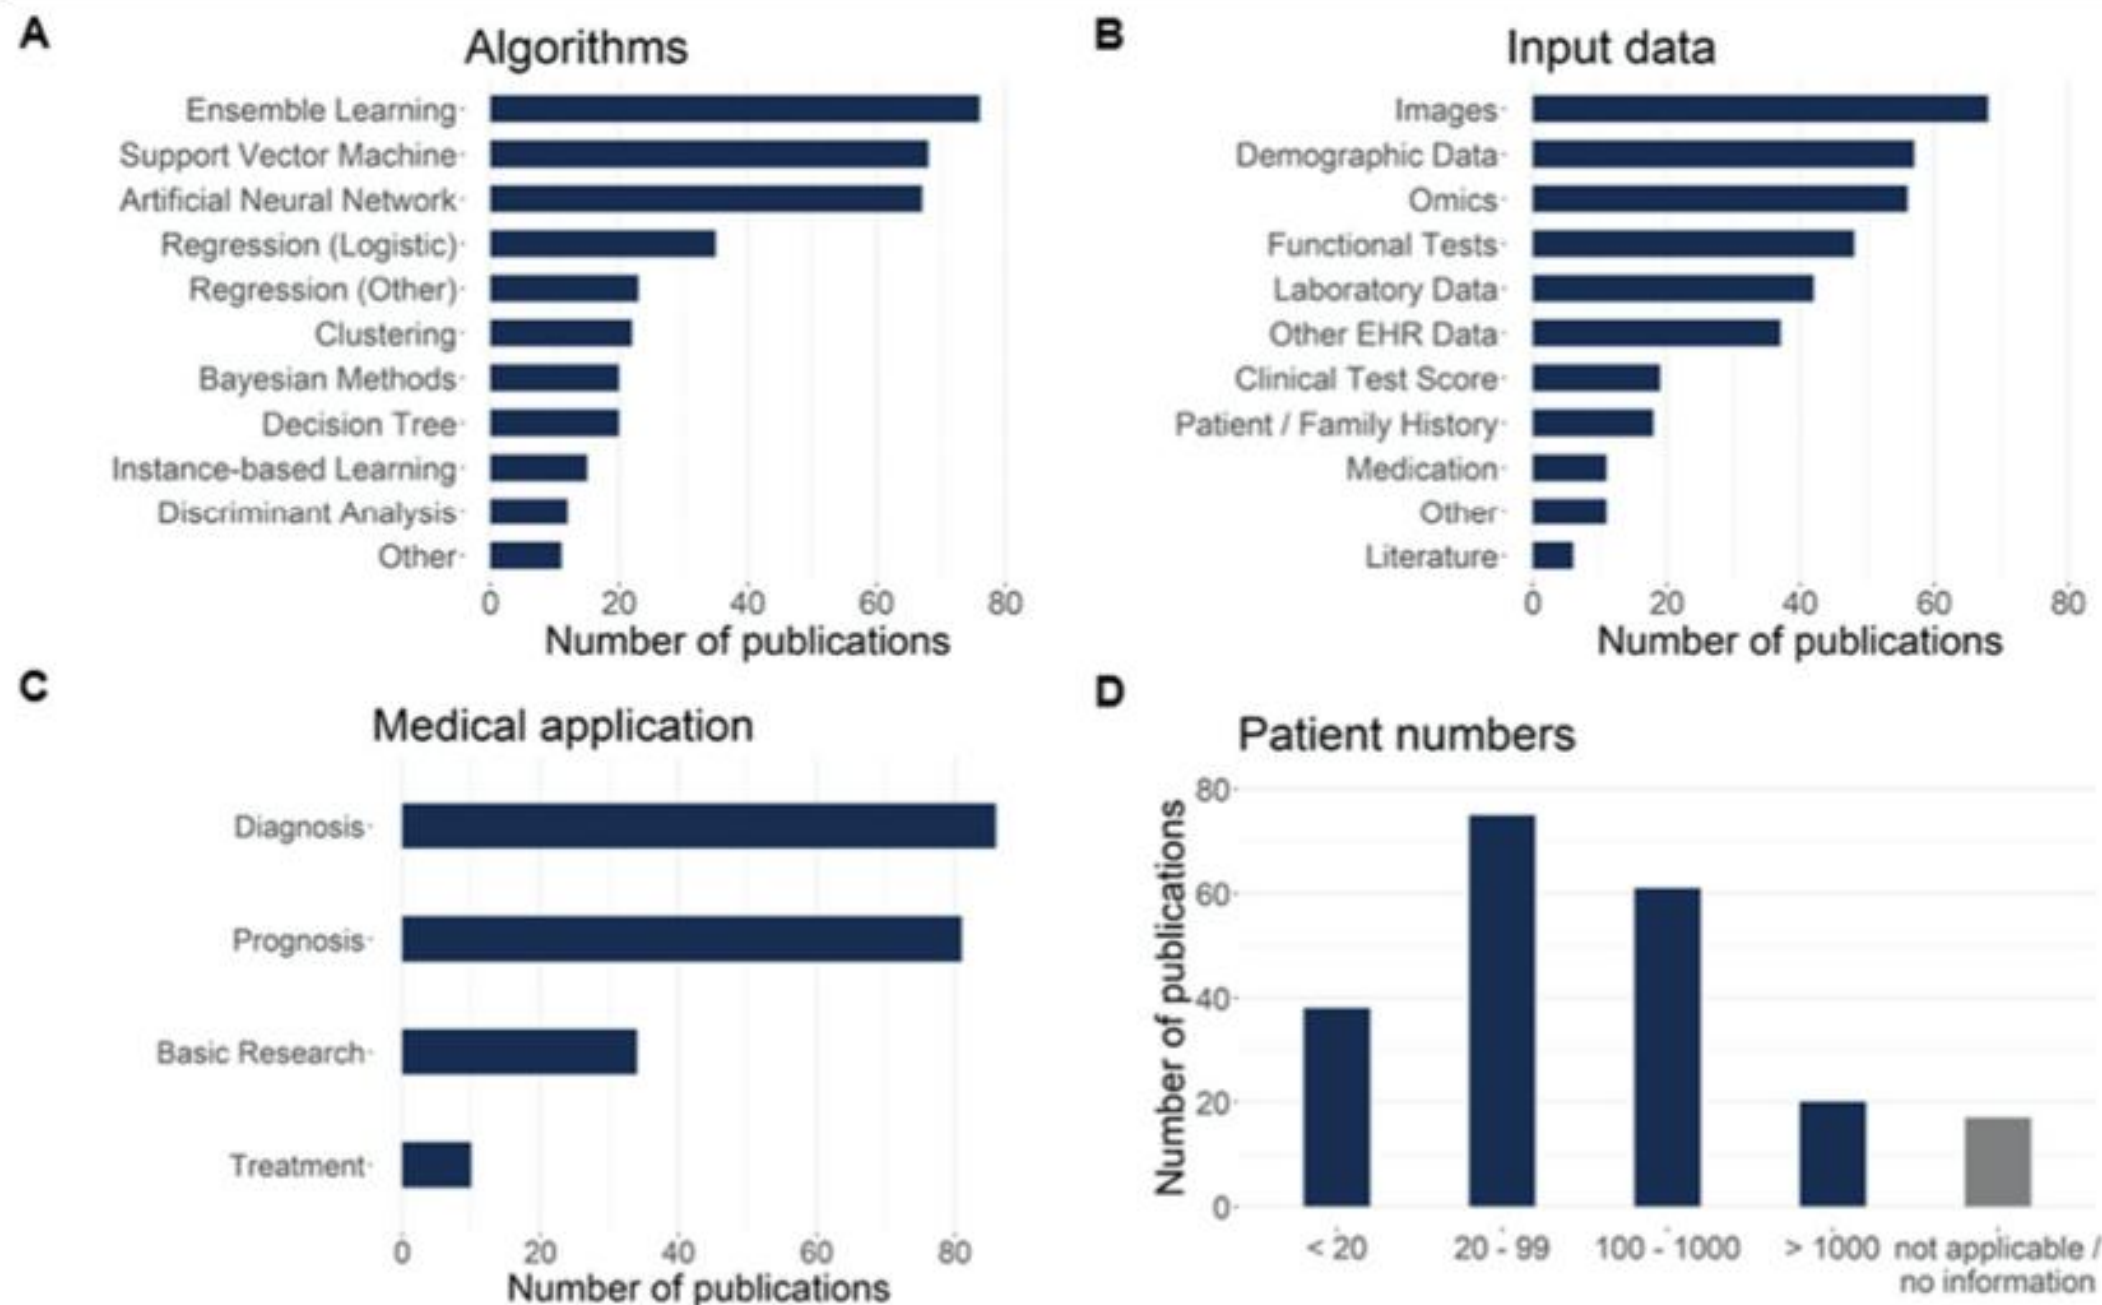 A
Algorithms
Ensemble Learning
Support Vector Machine
Artificial Neural Network
Regression (Logistic)
Regression (Other)
Clustering
Bayesian Methods
Decision Tree
Instance-based Learning
Discriminant Analysis
Other
0 20 40 60 80
Number of publications
B
Input data
Images
Demographic Data
Omics
Functional Tests
Laboratory Data
Other EHR Data
Clinical Test Score
Patient / Family History
Medication
Other
Literature
0 20 40 60 80
Number of publications
C
Medical application
Diagnosis
Prognosis
Basic Research
Treatment
0 20 40 60 80
Number of publications
D
Patient numbers
Number of publications
80
60
40
20
0
< 20 20 - 99 100 - 1000 > 1000 not applicable /
no information